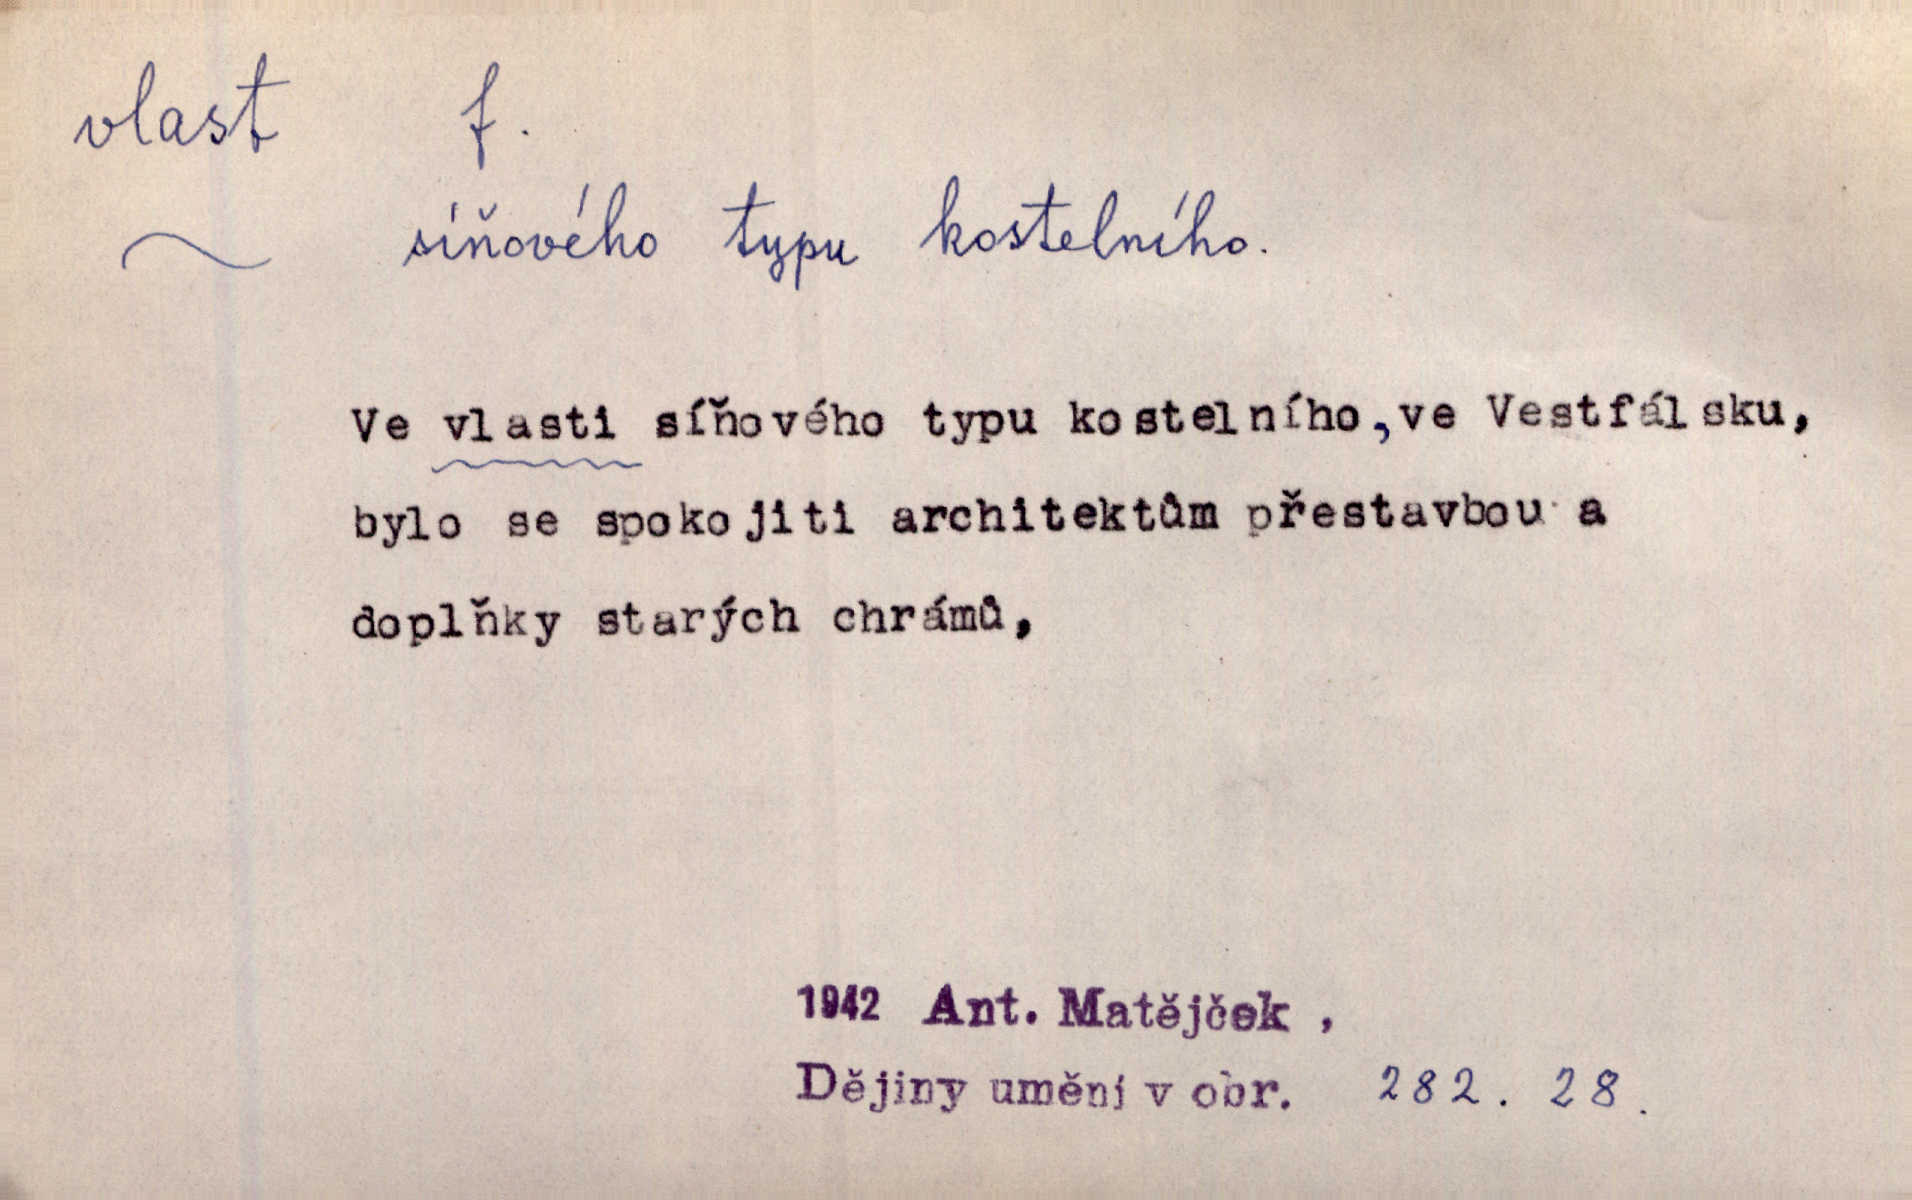 vlast f.
síňového typu kostelního.
Ve vlasti síňového typu kostelního, ve Vestfálsku,
bylo se spokojiti architektům přestavbou a
doplňky starých chrámů,
1942 Ant. Matějček,
Dějiny umění v obr. 282. 28.